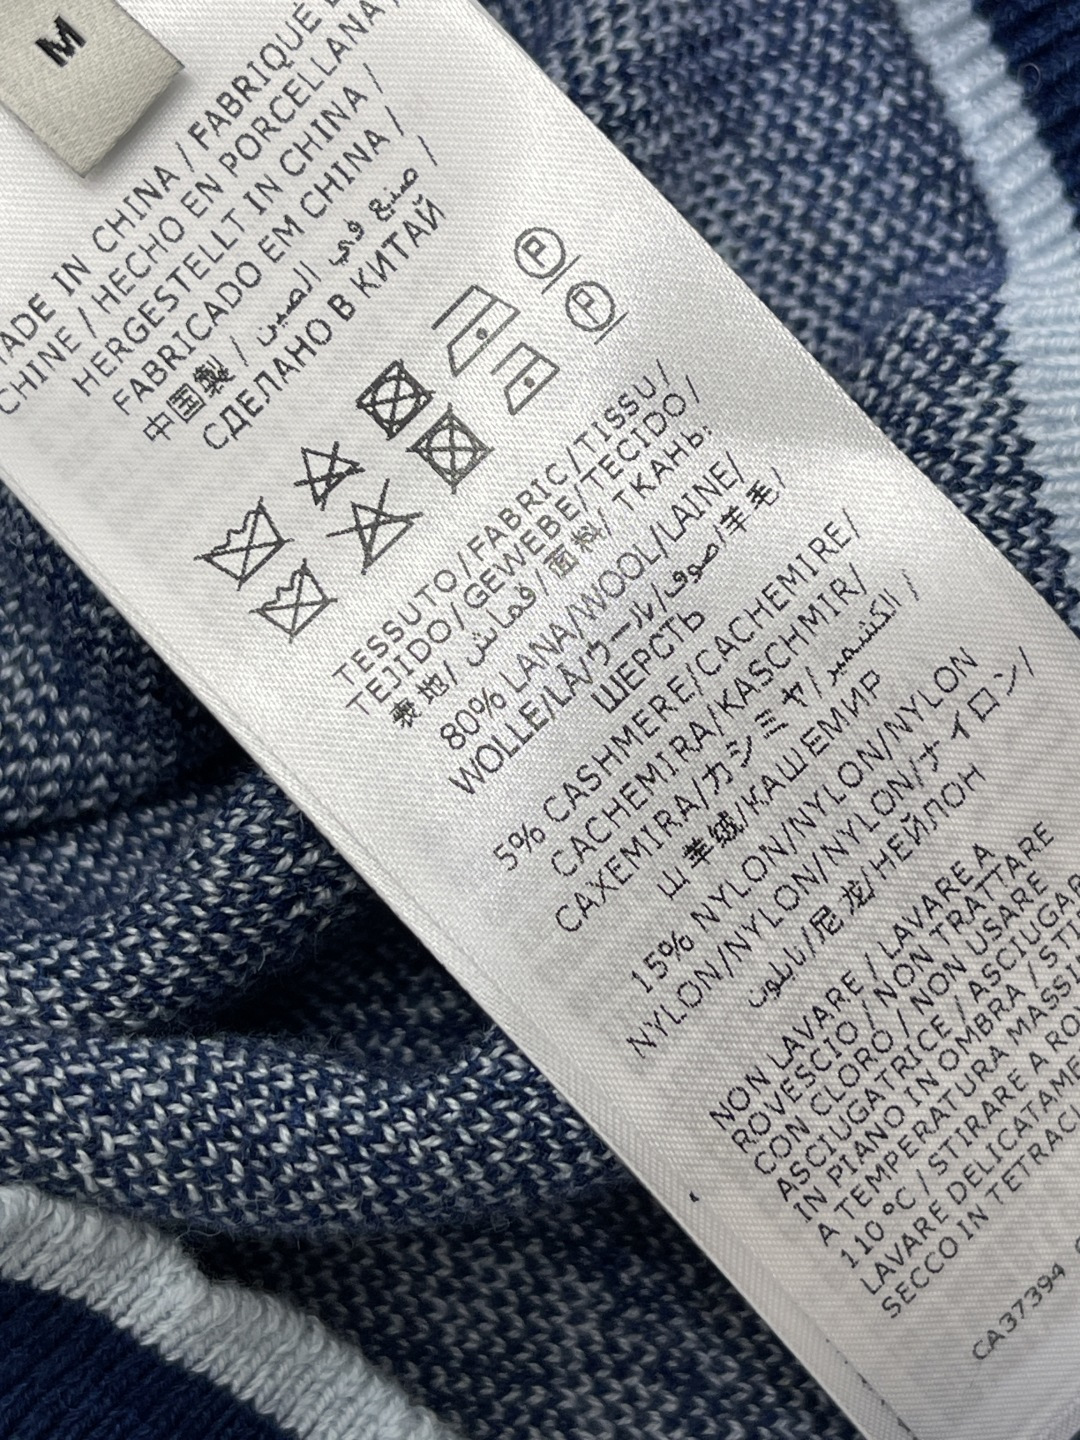 M
MADE IN CHINA / FABRIQUÉ
CHINE / HECHO EN PORCELLANA
HERGESTELLT IN CHINA /
FABRICADO EM CHINA /
中国製 / صنع في الصين /
СДЕЛАНО В КИТАЙ
P
P
TESSUTO/FABRIC/TISSU/
TEJIDO/GEWEBE/TECIDO/
表地/ قماش/面料/ ТКАНЬ:
80% LANA/WOOL/LAINE/
WOLLE/LÃ/ウール/صوف/羊毛/
ШЕРСТЬ
5% CASHMERE/CACHEMIRE/
CACHEMIRA/KASCHMIR/
CAXEMIRA/カシミヤ/الكشمير/
山羊绒/КАШЕМИР
15% NYLON/NYLON/NYLON
NYLON/NYLON/NYLON/ナイロン/
نايلون/尼龙/НЕЙЛОН
NON LAVARE / LAVARE A
ROVESCIO / NON TRATTARE
CON CLORO / NON USARE
ASCIUGATRICE / ASCIUGAR
IN PIANO IN OMBRA / STI
A TEMPERATURA MASSI
110 °C / STIRARE A RO
LAVARE DELICATAME
SECCO IN TETRACL
CA37394